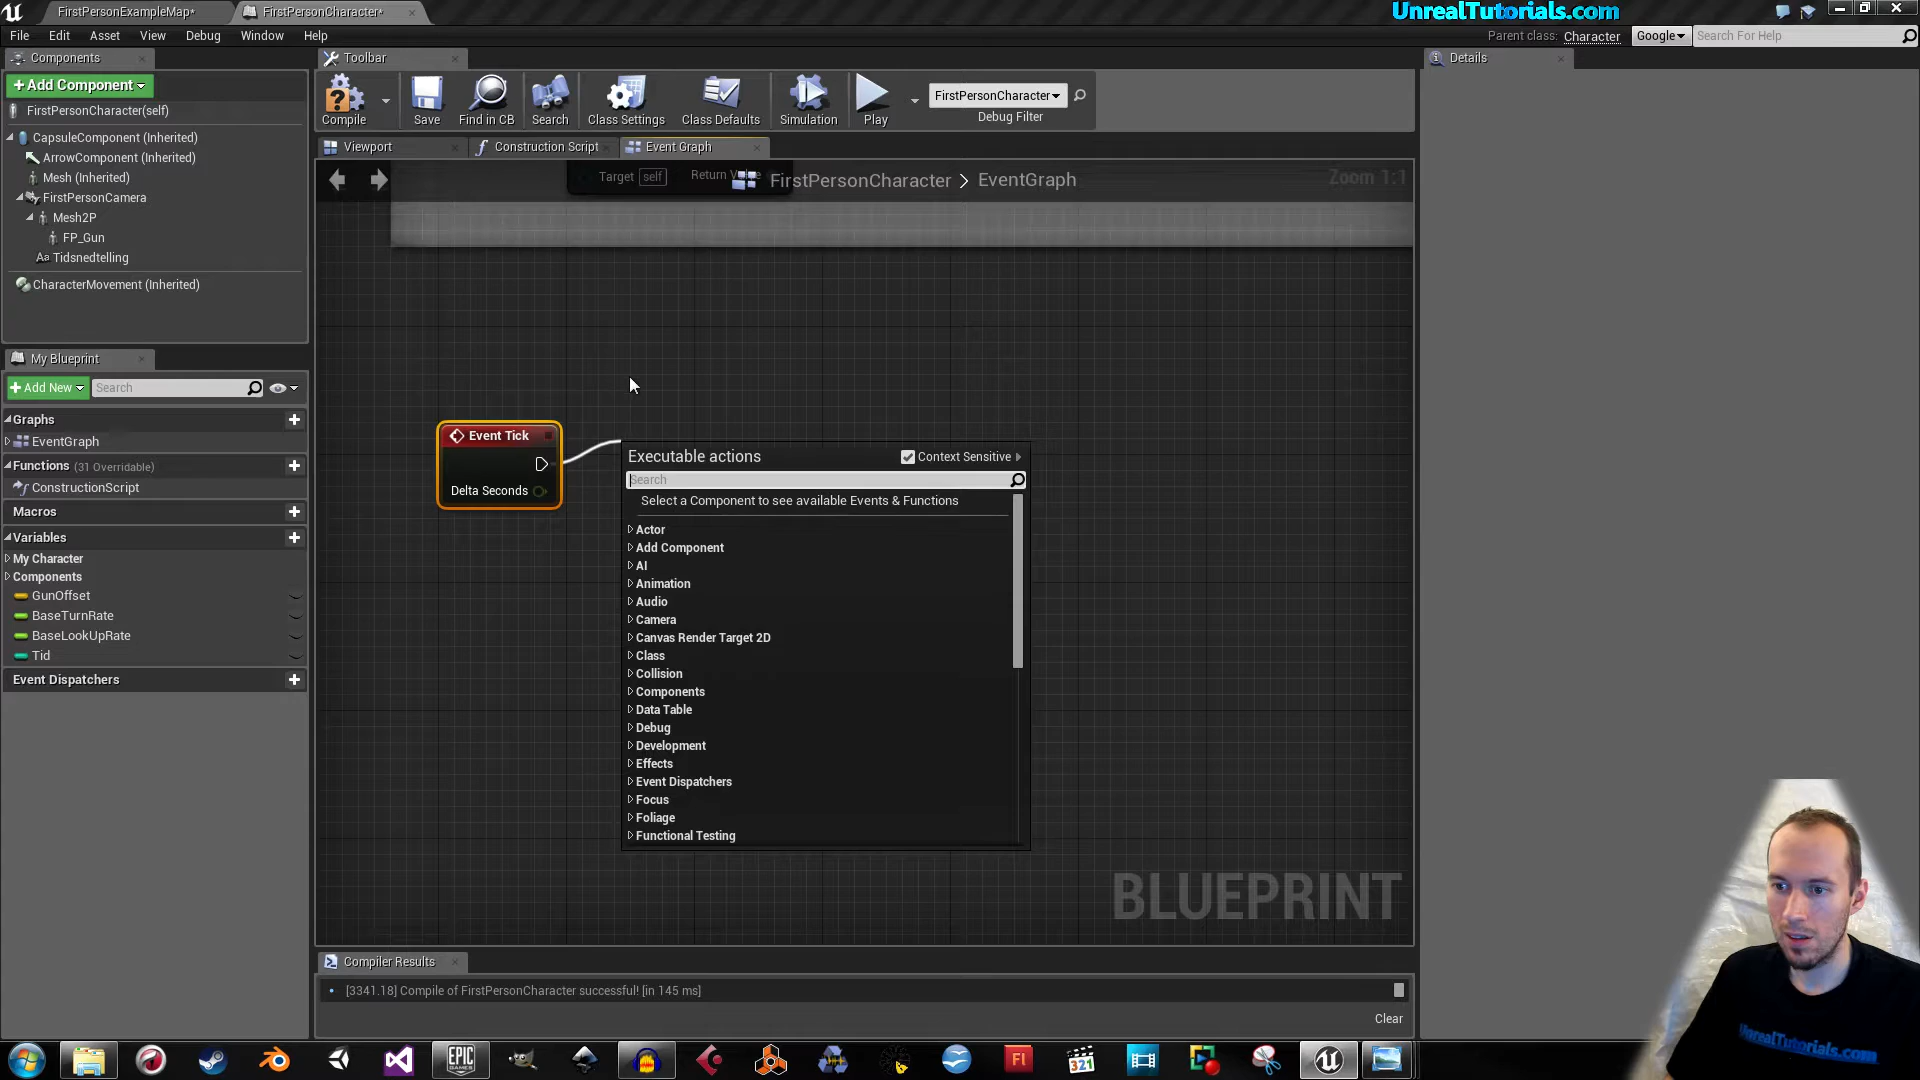 FirstPersonExampleMap*
FirstPersonCharacter*
UnrealTutorials.com
File Edit Asset View Debug Window Help
Parent class: Character
Google
Search For Help
Components
Toolbar
Details
+ Add Component
FirstPersonCharacter(self)
CapsuleComponent (Inherited)
ArrowComponent (Inherited)
Mesh (Inherited)
FirstPersonCamera
Mesh2P
FP_Gun
Tidsnedtelling
CharacterMovement (Inherited)
Compile
Save
Find in CB
Search
Class Settings
Class Defaults
Simulation
Play
FirstPersonCharacter
Debug Filter
Viewport
Construction Script
Event Graph
Target self
FirstPersonCharacter > EventGraph
Zoom 1:1
My Blueprint
+ Add New
Search
Graphs
EventGraph
Functions (31 Overridable)
ConstructionScript
Macros
Variables
My Character
Components
GunOffset
BaseTurnRate
BaseLookUpRate
Tid
Event Dispatchers
Event Tick
Delta Seconds
Executable actions
Context Sensitive
Search
Select a Component to see available Events & Functions
Actor
Add Component
AI
Animation
Audio
Camera
Canvas Render Target 2D
Class
Collision
Components
Data Table
Debug
Development
Effects
Event Dispatchers
Focus
Foliage
Functional Testing
BLUEPRINT
Compiler Results
[3341.18] Compile of FirstPersonCharacter successful! [in 145 ms]
Clear
EPIC
GAMES
Fl
321
UnrealTutorials.com